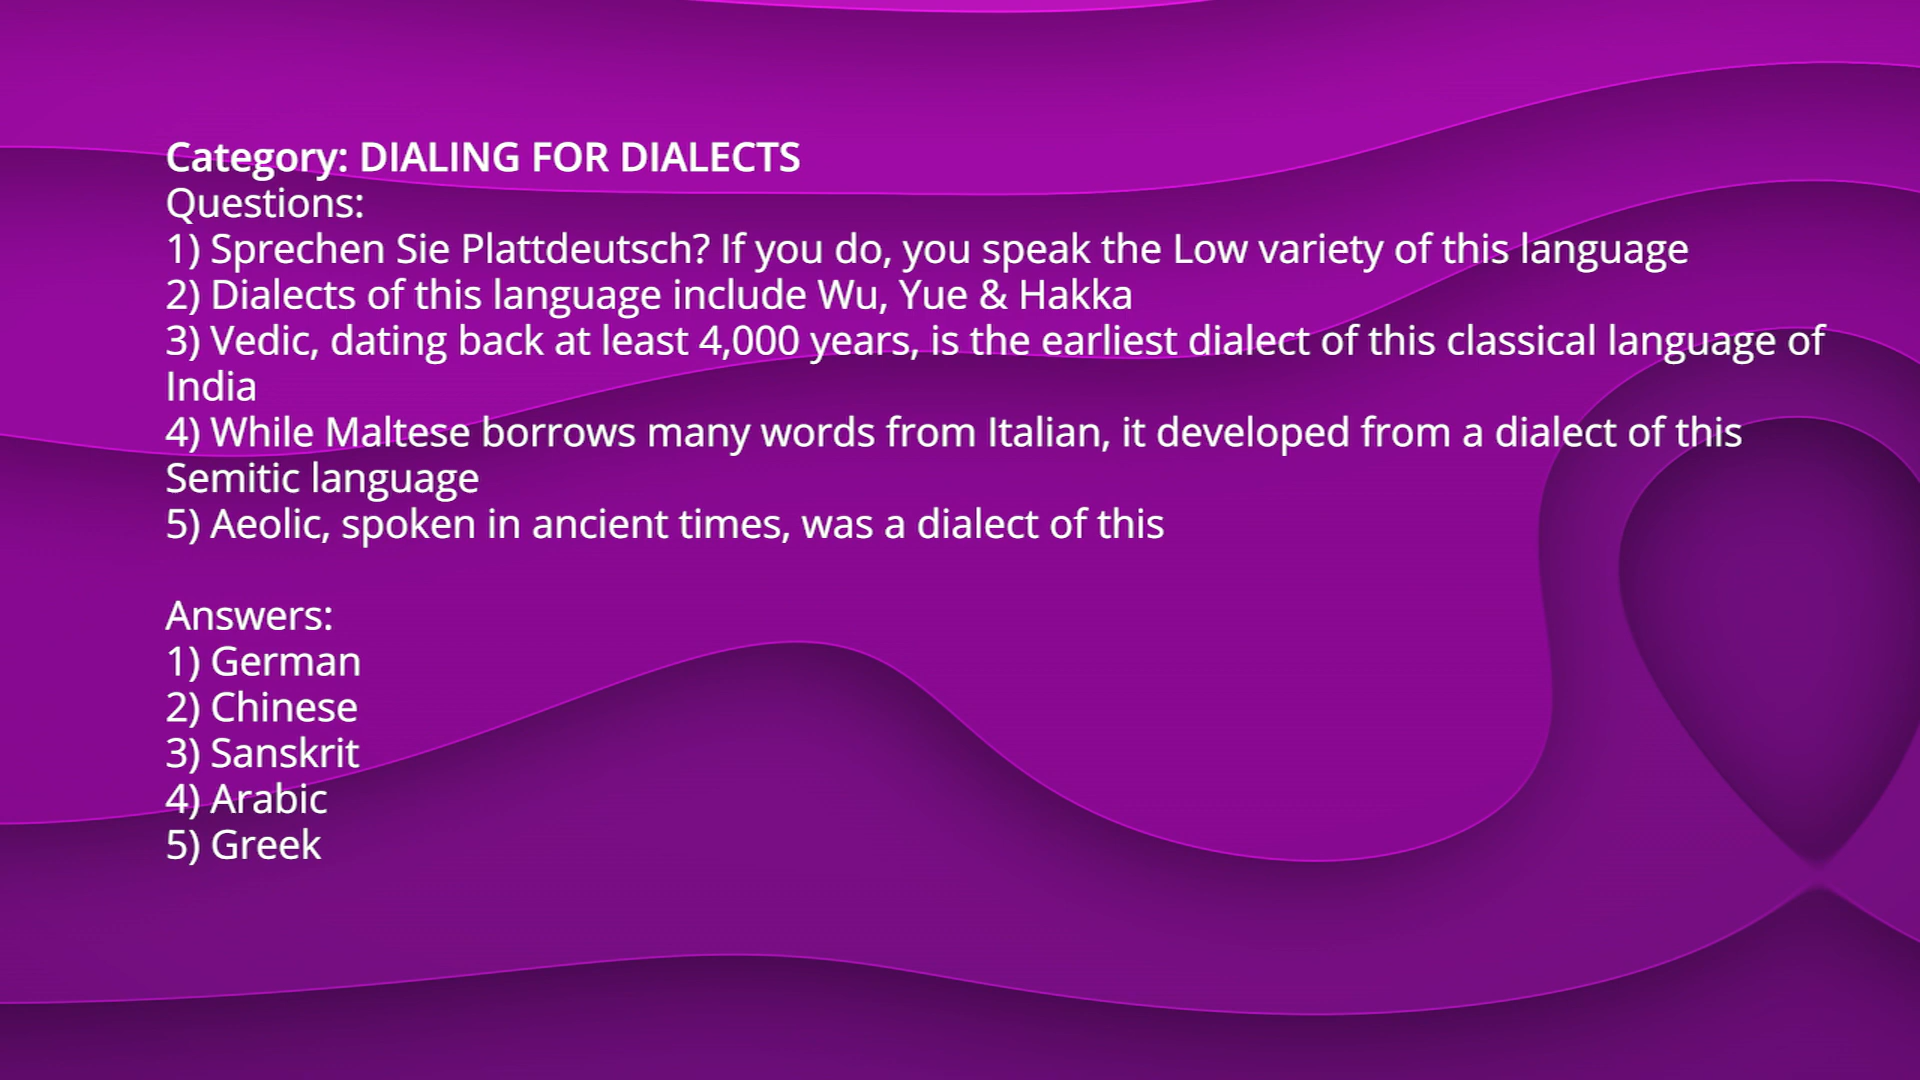 Category: DIALING FOR DIALECTS
Questions:
1) Sprechen Sie Plattdeutsch? If you do, you speak the Low variety of this language
2) Dialects of this language include Wu, Yue & Hakka
3) Vedic, dating back at least 4,000 years, is the earliest dialect of this classical language of
India
4) While Maltese borrows many words from Italian, it developed from a dialect of this
Semitic language
5) Aeolic, spoken in ancient times, was a dialect of this
Answers:
1) German
2) Chinese
3) Sanskrit
4) Arabic
5) Greek